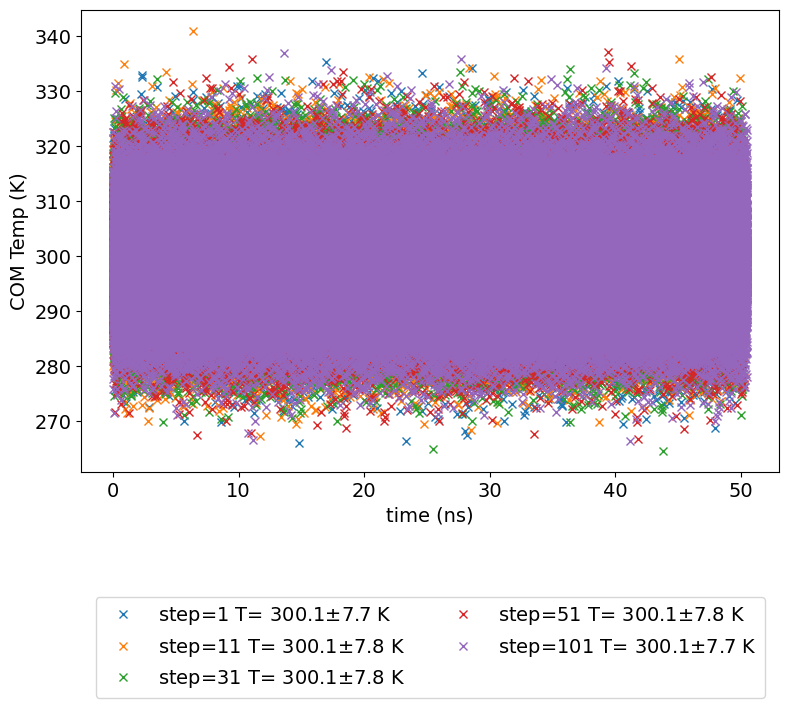 340
330
320
310
300
290
280
270
COM Temp (K)
0 10 20 30 40 50
time (ns)
step=1 T= 300.1±7.7 K
step=11 T= 300.1±7.8 K
step=31 T= 300.1±7.8 K
step=51 T= 300.1±7.8 K
step=101 T= 300.1±7.7 K